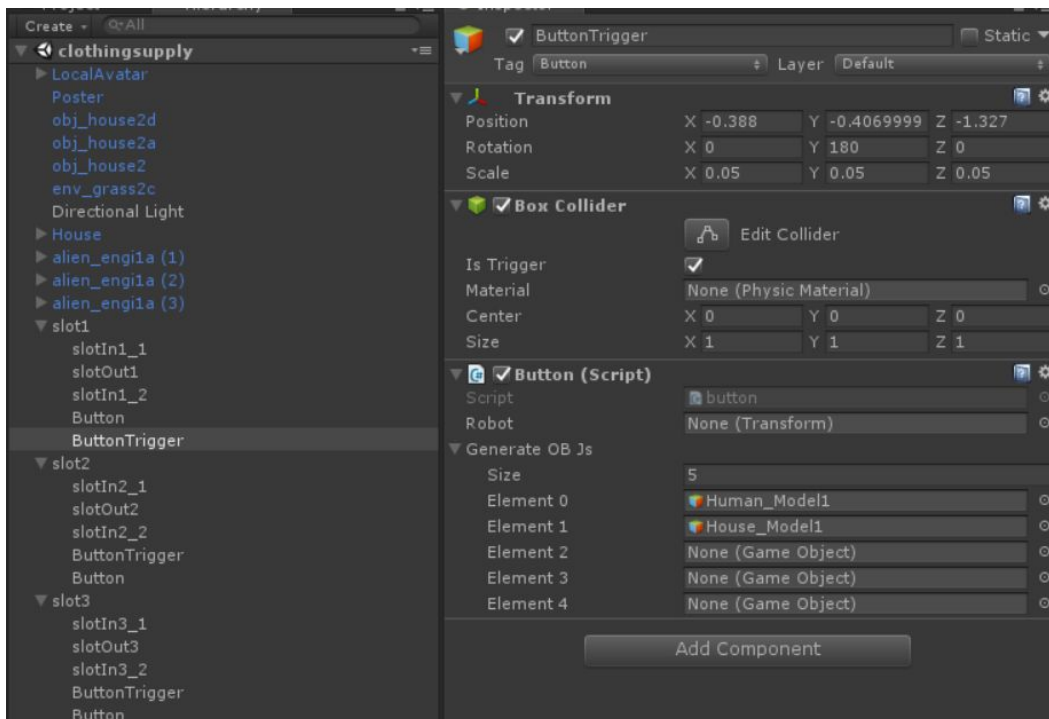 Project Hierarchy
Create Q▾All
clothingsupply
LocalAvatar
Poster
obj_house2d
obj_house2a
obj_house2
env_grass2c
Directional Light
House
alien_engi1a (1)
alien_engi1a (2)
alien_engi1a (3)
slot1
slotIn1_1
slotOut1
slotIn1_2
Button
ButtonTrigger
slot2
slotIn2_1
slotOut2
slotIn2_2
ButtonTrigger
Button
slot3
slotIn3_1
slotOut3
slotIn3_2
ButtonTrigger
Button
Inspector
ButtonTrigger Static
Tag Button Layer Default
Transform
Position X -0.388 Y -0.4069999 Z -1.327
Rotation X 0 Y 180 Z 0
Scale X 0.05 Y 0.05 Z 0.05
Box Collider
Edit Collider
Is Trigger
Material None (Physic Material)
Center X 0 Y 0 Z 0
Size X 1 Y 1 Z 1
Button (Script)
Script button
Robot None (Transform)
Generate OB Js
Size 5
Element 0 Human_Model1
Element 1 House_Model1
Element 2 None (Game Object)
Element 3 None (Game Object)
Element 4 None (Game Object)
Add Component